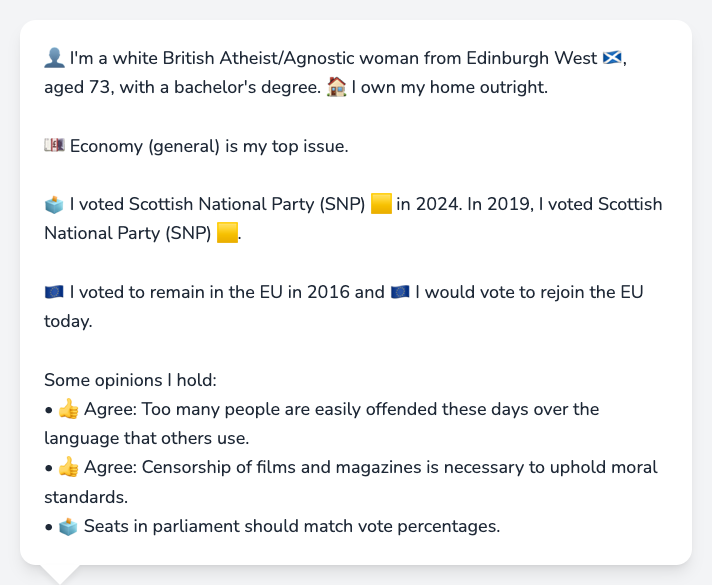 👤 I'm a white British Atheist/Agnostic woman from Edinburgh West 🏴󠁧󠁢󠁳󠁣󠁴󠁿,
aged 73, with a bachelor's degree. 🏠 I own my home outright.
💷 Economy (general) is my top issue.
🗳️ I voted Scottish National Party (SNP) 🟨 in 2024. In 2019, I voted Scottish
National Party (SNP) 🟨.
🇪🇺 I voted to remain in the EU in 2016 and 🇪🇺 I would vote to rejoin the EU
today.
Some opinions I hold:
• 👍 Agree: Too many people are easily offended these days over the
language that others use.
• 👍 Agree: Censorship of films and magazines is necessary to uphold moral
standards.
• 🗳️ Seats in parliament should match vote percentages.